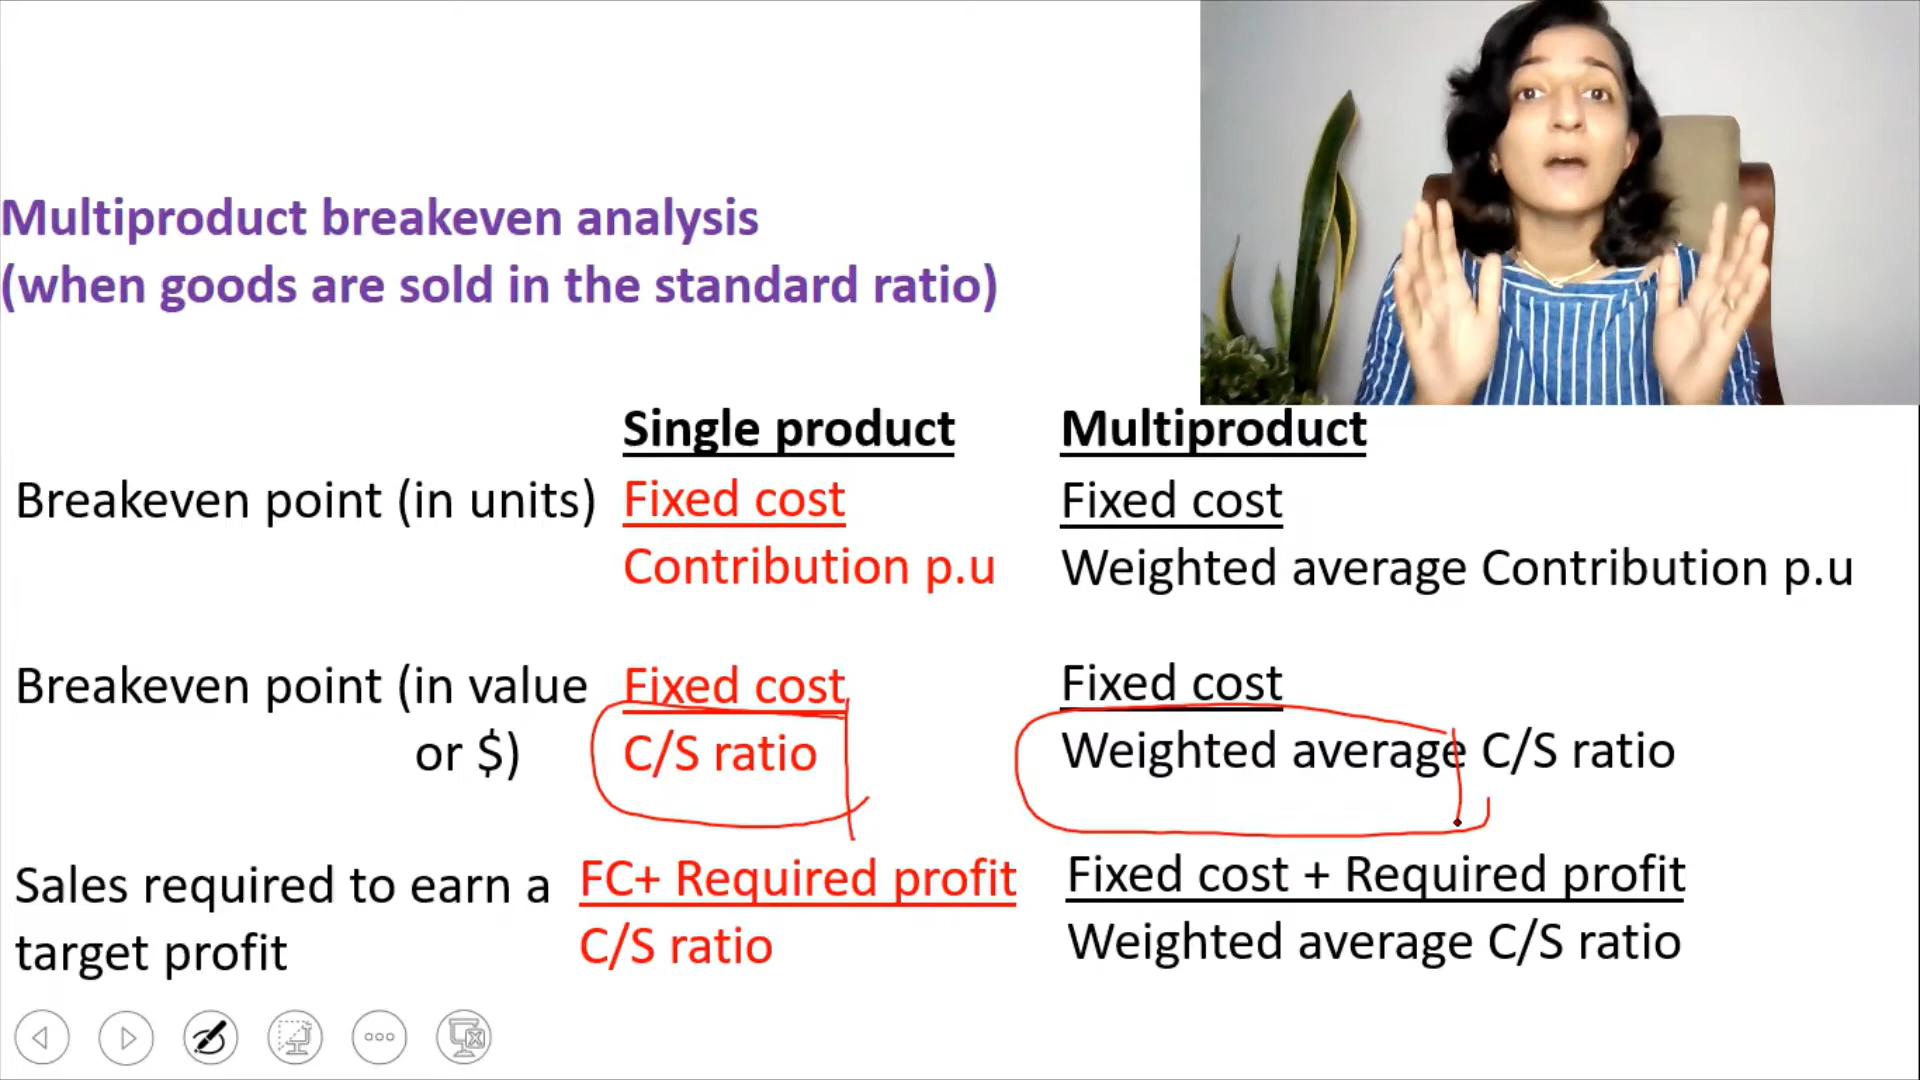 Multiproduct breakeven analysis
(when goods are sold in the standard ratio)
Single product Multiproduct
Breakeven point (in units) Fixed cost Fixed cost
Contribution p.u Weighted average Contribution p.u
Breakeven point (in value Fixed cost Fixed cost
or $) C/S ratio Weighted average C/S ratio
Sales required to earn a FC+ Required profit Fixed cost + Required profit
target profit C/S ratio Weighted average C/S ratio